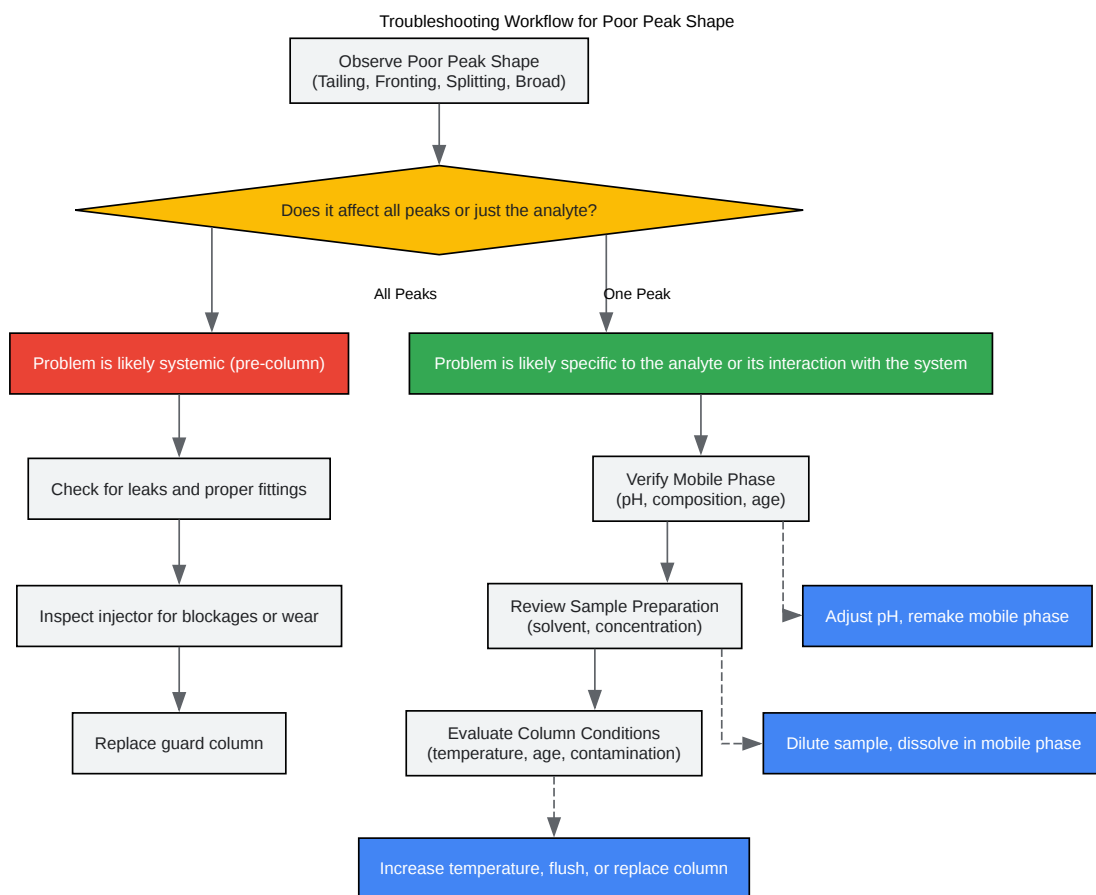 Troubleshooting Workflow for Poor Peak Shape
Observe Poor Peak Shape
(Tailing, Fronting, Splitting, Broad)
Does it affect all peaks or just the analyte?
All Peaks
One Peak
Problem is likely systemic (pre-column)
Problem is likely specific to the analyte or its interaction with the system
Check for leaks and proper fittings
Verify Mobile Phase
(pH, composition, age)
Inspect injector for blockages or wear
Review Sample Preparation
(solvent, concentration)
Adjust pH, remake mobile phase
Replace guard column
Evaluate Column Conditions
(temperature, age, contamination)
Dilute sample, dissolve in mobile phase
Increase temperature, flush, or replace column